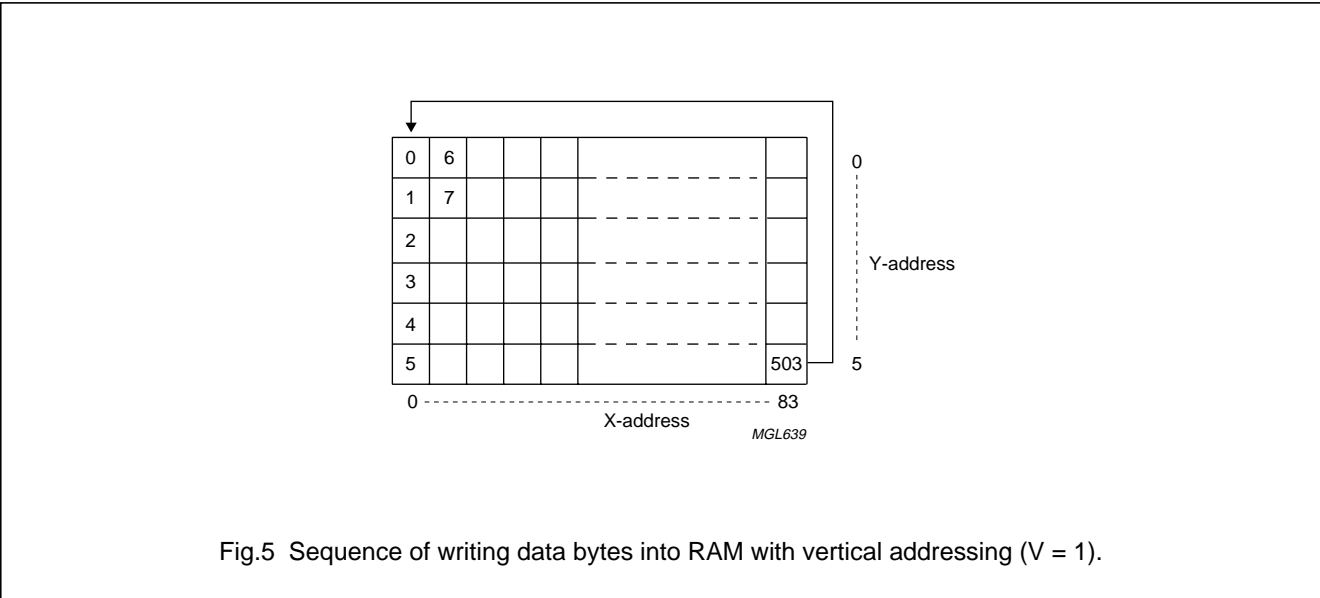 0 6 0
1 7
2
3 Y-address
4
5 503 5
0 83
X-address
MGL639
Fig.5 Sequence of writing data bytes into RAM with vertical addressing (V = 1).